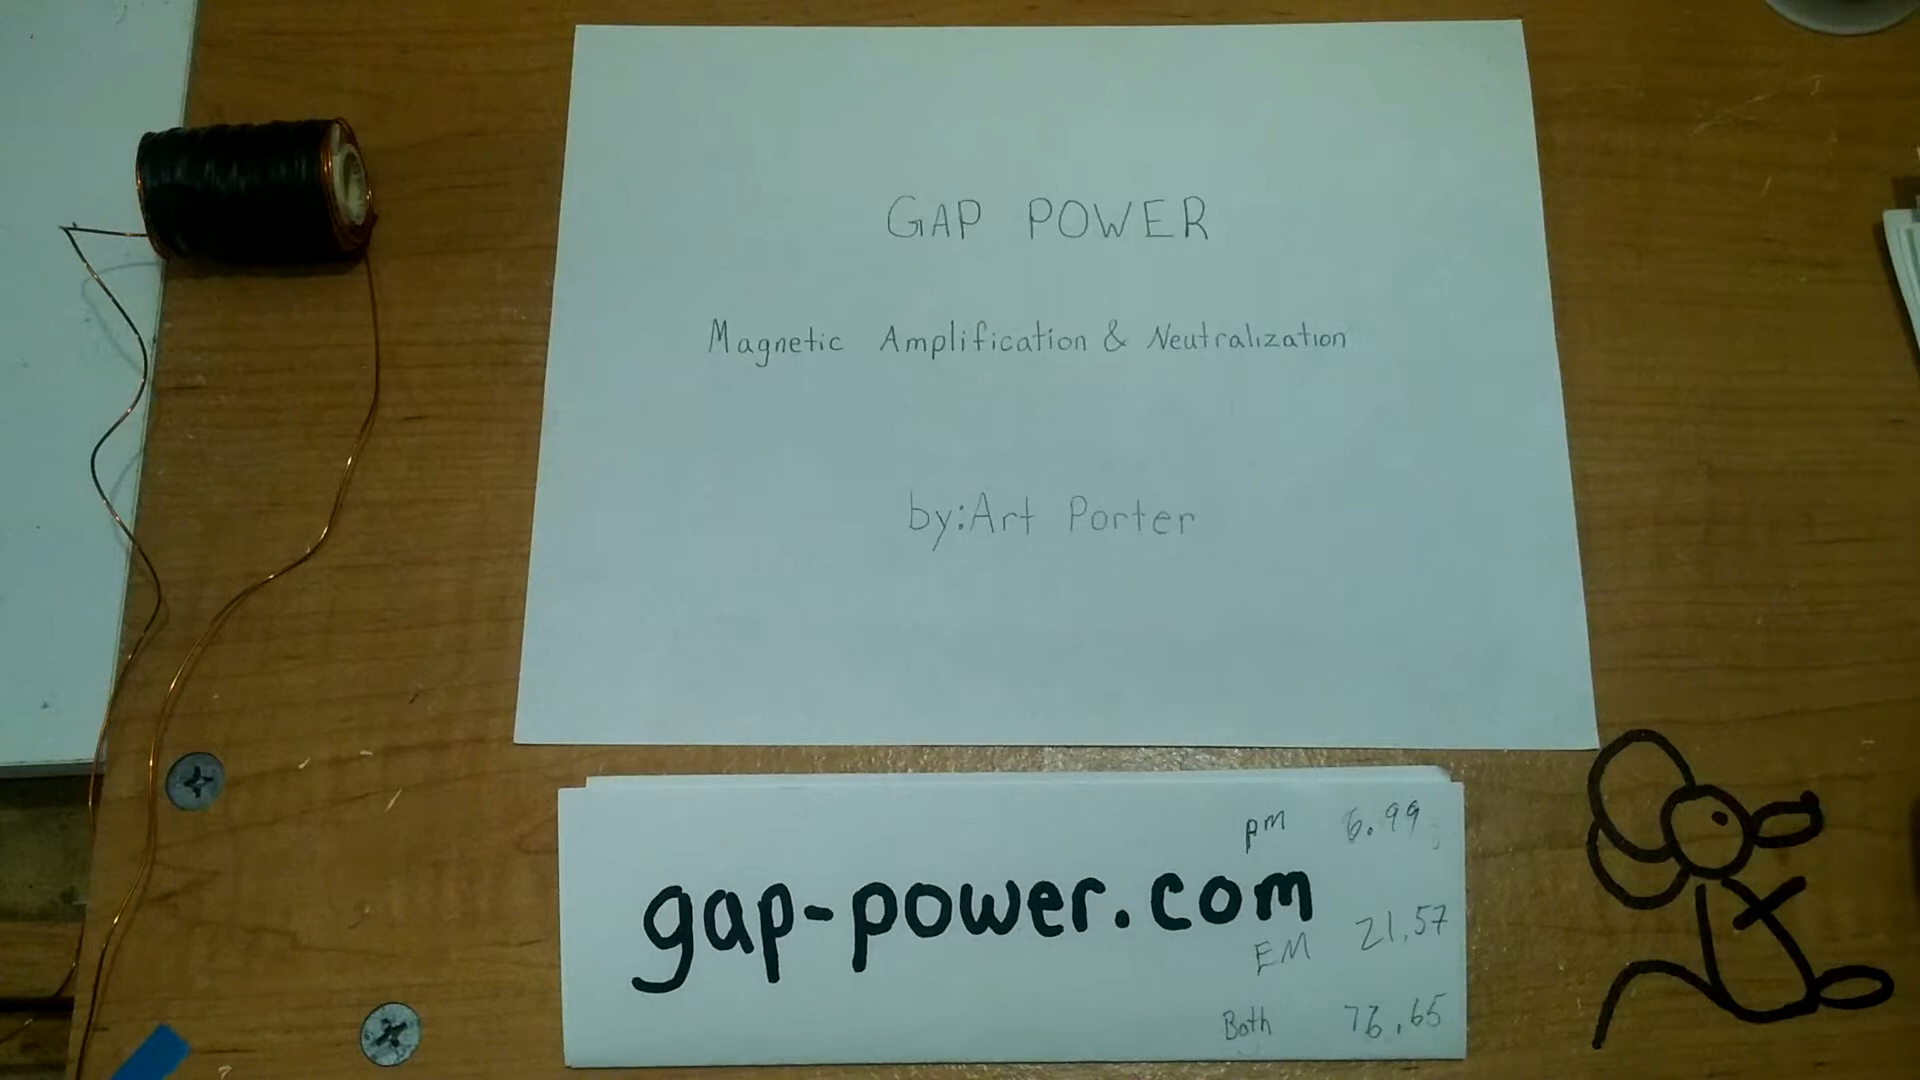 GAP POWER
Magnetic Amplification & Neutralization
by: Art Porter
pm 6.99
gap-power.com
EM 21.57
Both 76.65